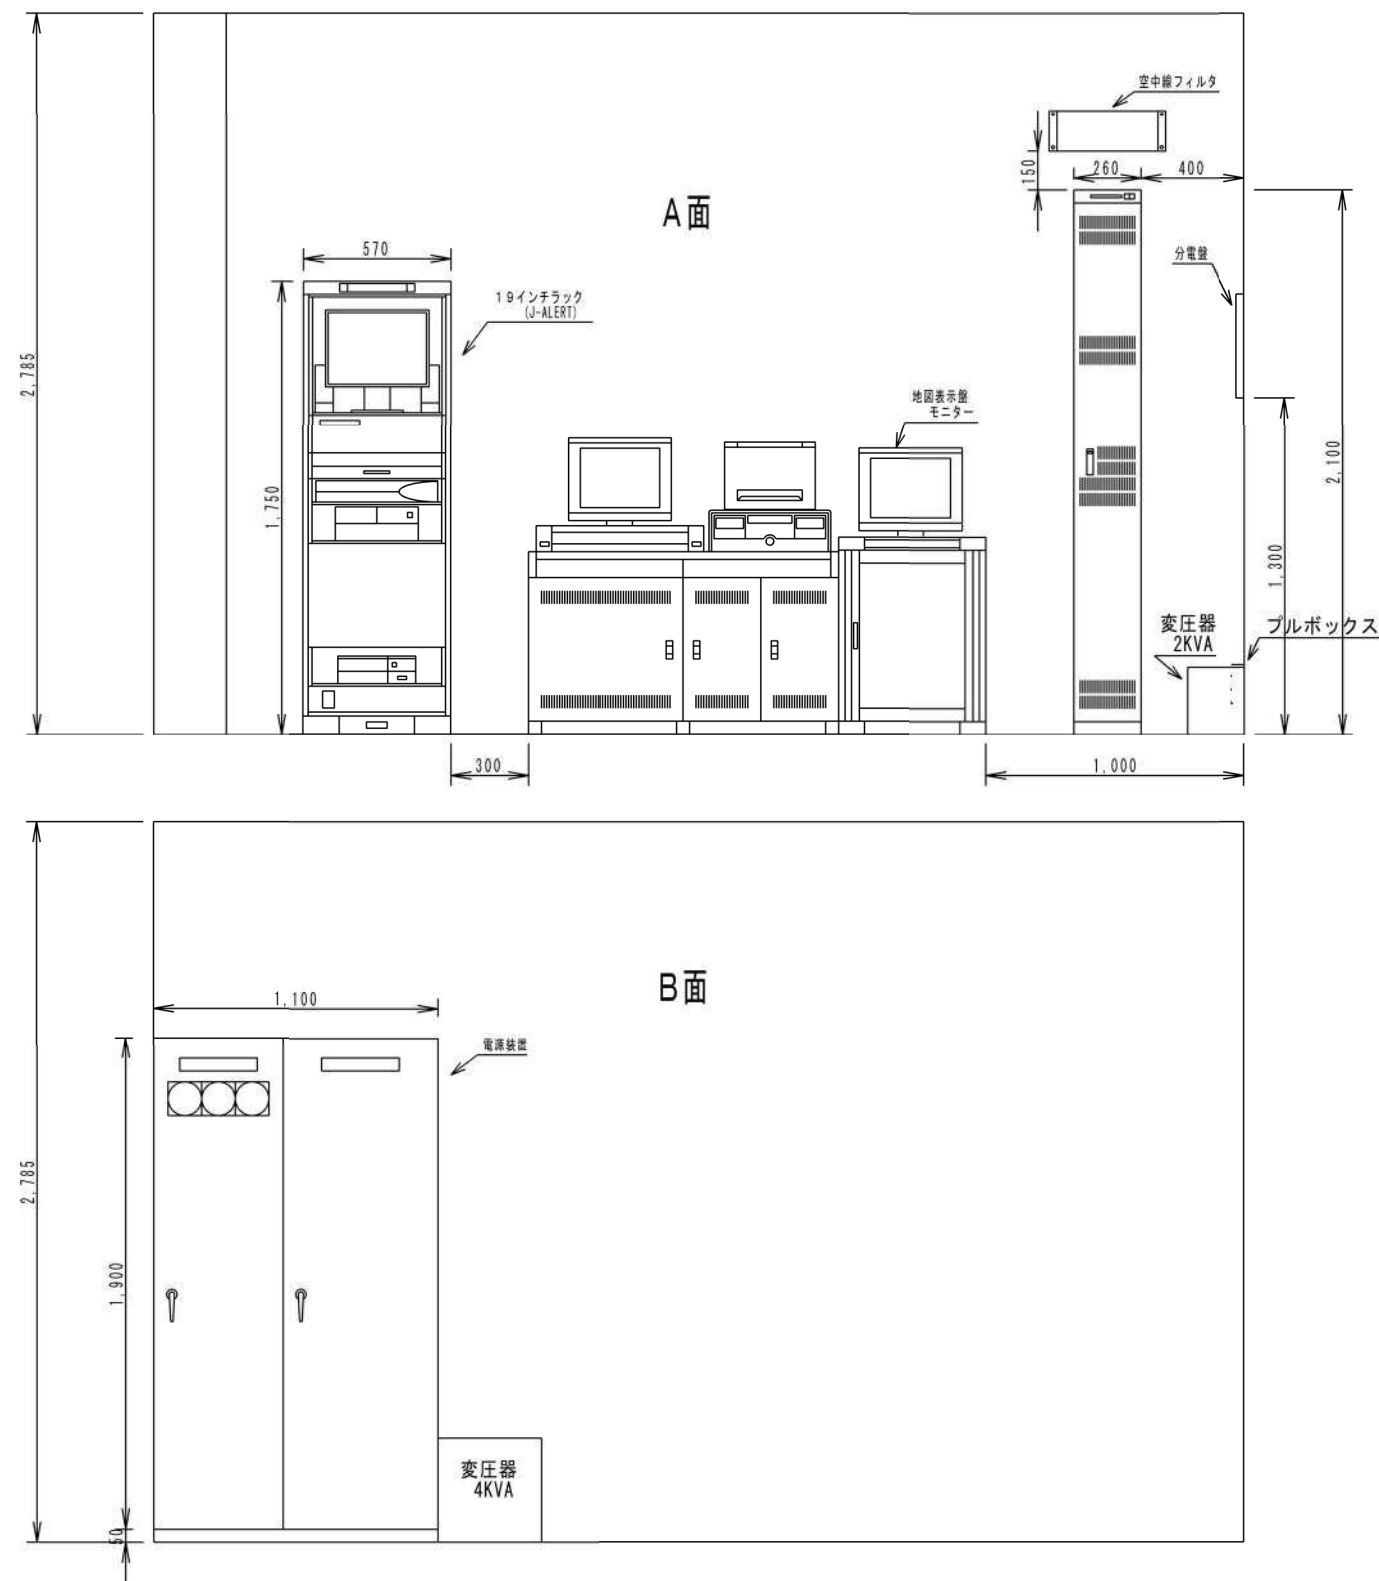 空中線フィルタ
260
400
150
A面
570
分電盤
19インチラック
(J-ALERT)
2,785
地図表示盤
モニター
2,100
1,750
1,300
変圧器
2KVA
プルボックス
300
1,000
B面
1,100
電源装置
2,785
1,900
変圧器
4KVA
50